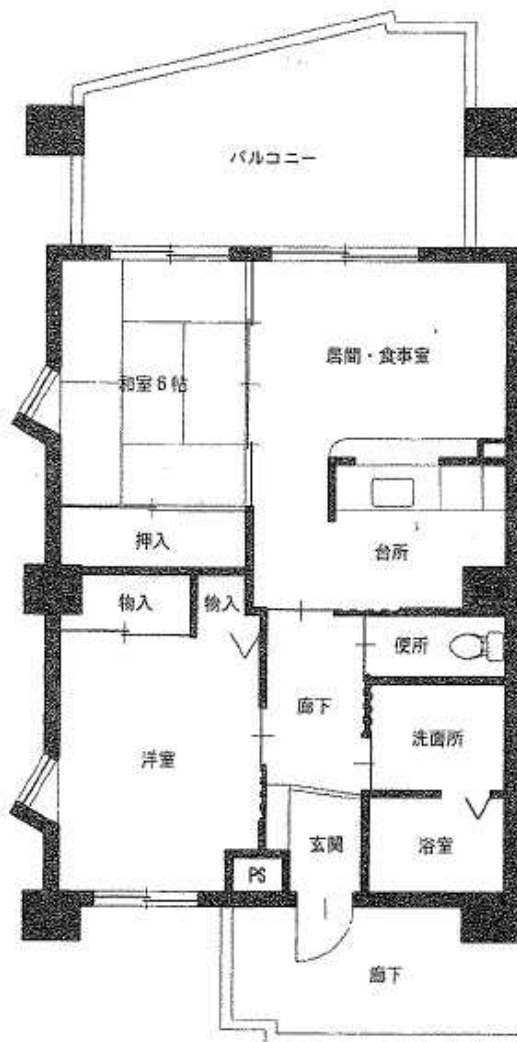 バルコニー
居間・食事室
和室6帖
押入
台所
物入
物入
便所
廊下
洗面所
洋室
玄関
浴室
PS
廊下